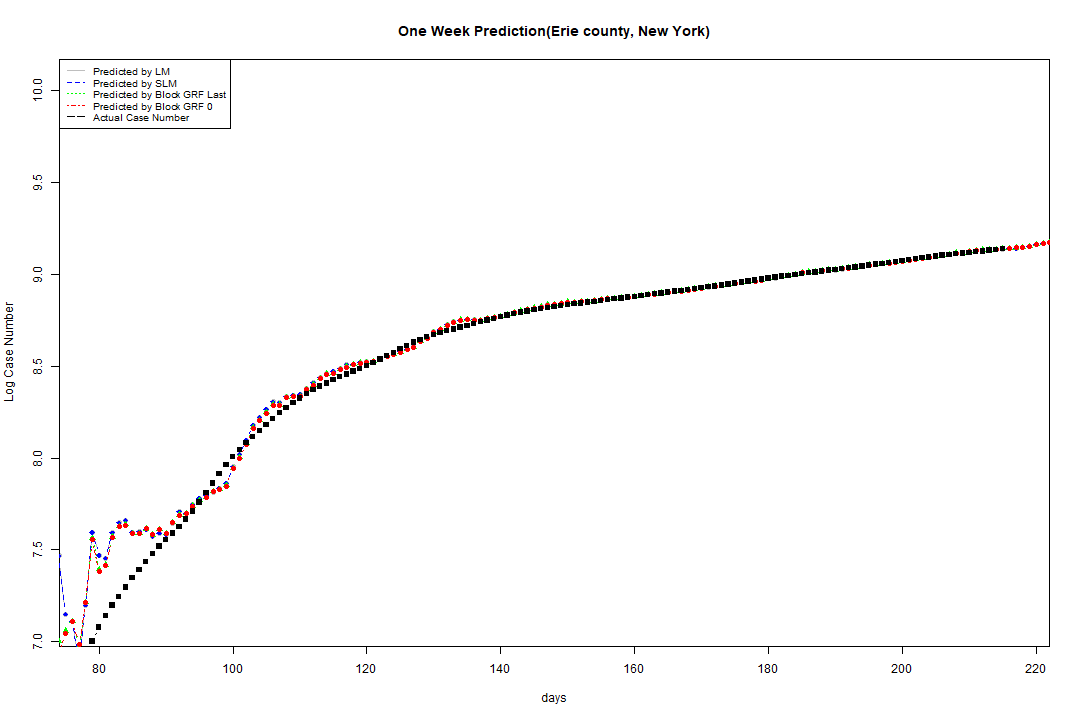 One Week Prediction(Erie county, New York)
Predicted by LM
Predicted by SLM
Predicted by Block GRF Last
Predicted by Block GRF 0
Actual Case Number
Log Case Number
10.0
9.5
9.0
8.5
8.0
7.5
7.0
80 100 120 140 160 180 200 220
days